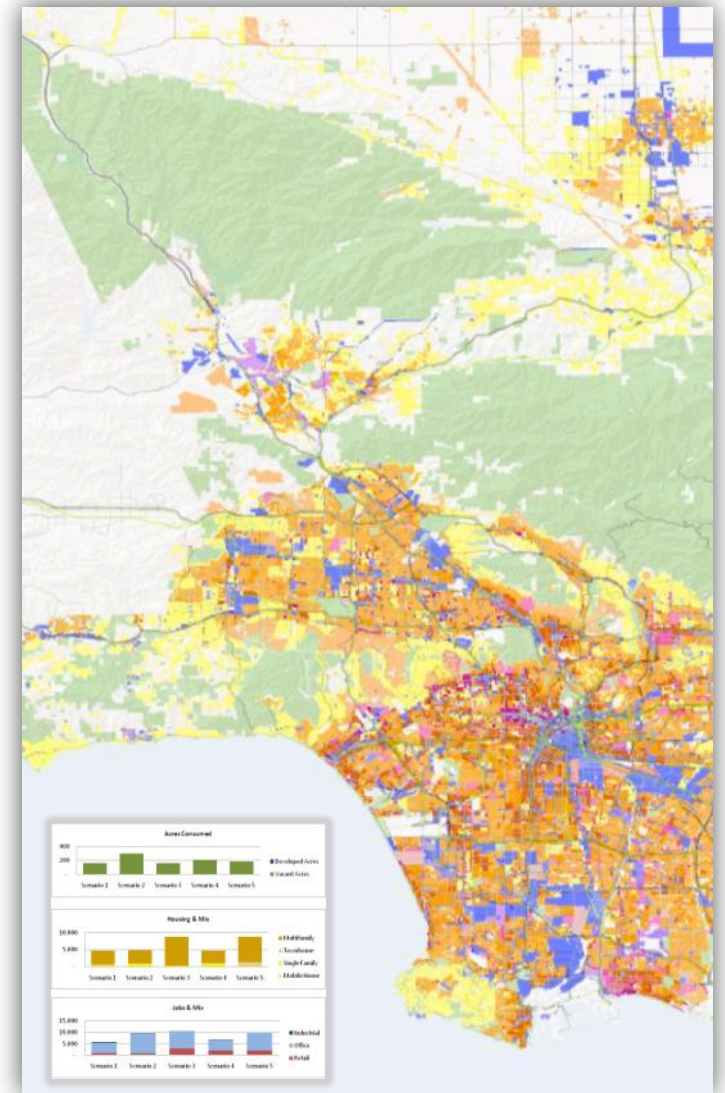 Acres Consumed
400
200
-
Developed Acres
Vacant Acres
Scenario 1 Scenario 2 Scenario 3 Scenario 4 Scenario 5
Housing & Mix
10,000
5,000
-
Multifamily
Townhome
Single Family
Mobile Home
Scenario 1 Scenario 2 Scenario 3 Scenario 4 Scenario 5
Jobs & Mix
15,000
10,000
5,000
-
Industrial
Office
Retail
Scenario 1 Scenario 2 Scenario 3 Scenario 4 Scenario 5